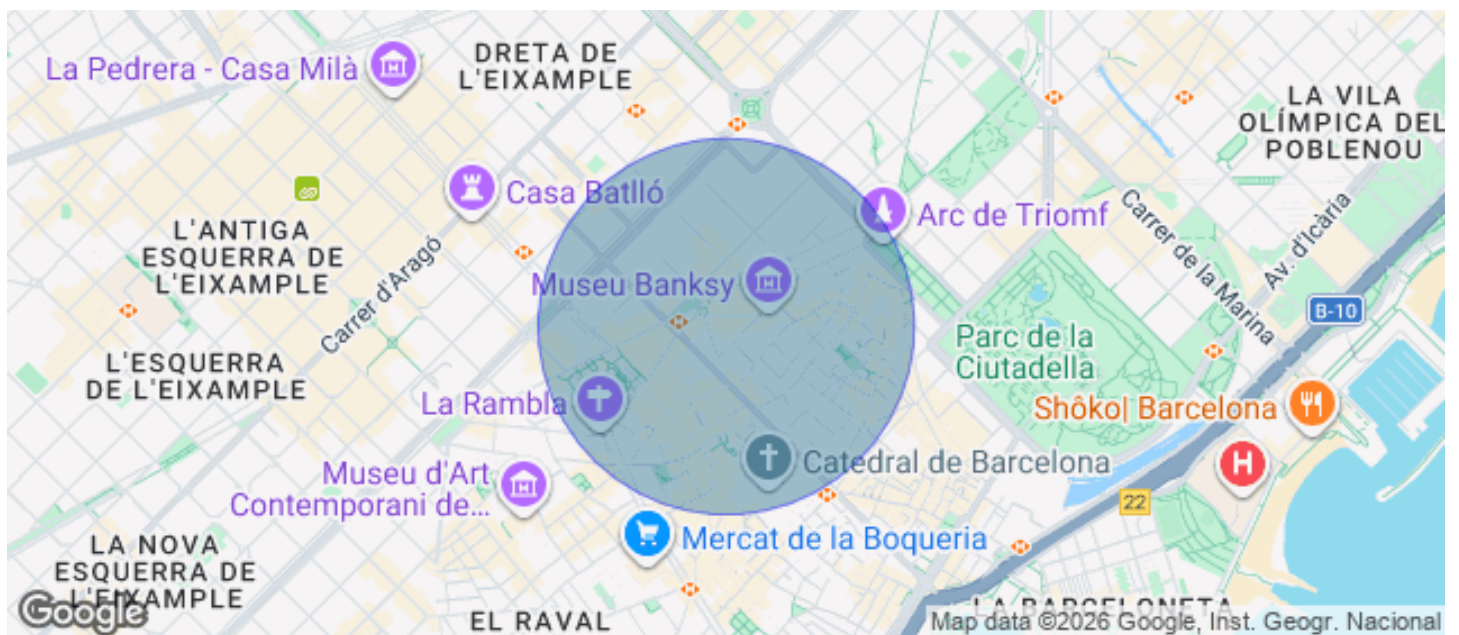 La Pedrera - Casa Milà
DRETA DE
L'EIXAMPLE
LA VILA
OLÍMPICA DEL
POBLENOU
Casa Batlló
Arc de Triomf
L'ANTIGA
ESQUERRA DE
L'EIXAMPLE
Carrer d'Aragó
Carrer de la Marina
Av. d'Icària
Museu Banksy
B-10
Parc de la
Ciutadella
L'ESQUERRA
DE L'EIXAMPLE
La Rambla
Shôko| Barcelona
H
Catedral de Barcelona
Museu d'Art
Contemporani de...
22
Mercat de la Boqueria
LA NOVA
ESQUERRA DE
L'EIXAMPLE
EL RAVAL
LA BARCELONETA
Google
Map data ©2026 Google, Inst. Geogr. Nacional